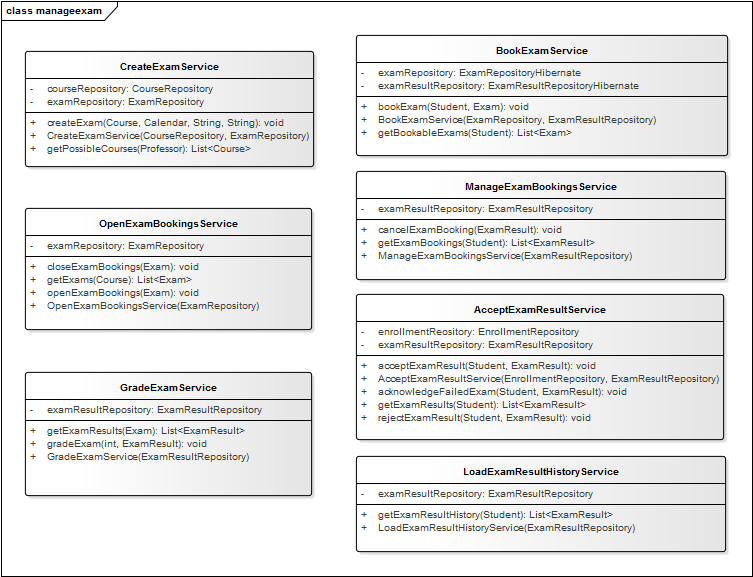 class manageexam
CreateExamService
- courseRepository: CourseRepository
- examRepository: ExamRepository
+ createExam(Course, Calendar, String, String): void
+ CreateExamService(CourseRepository, ExamRepository)
+ getPossibleCourses(Professor): List<Course>
OpenExamBookingsService
- examRepository: ExamRepository
+ closeExamBookings(Exam): void
+ getExams(Course): List<Exam>
+ openExamBookings(Exam): void
+ OpenExamBookingsService(ExamRepository)
GradeExamService
- examResultRepository: ExamResultRepository
+ getExamResults(Exam): List<ExamResult>
+ gradeExam(int, ExamResult): void
+ GradeExamService(ExamResultRepository)
BookExamService
- examRepository: ExamRepositoryHibernate
- examResultRepository: ExamResultRepositoryHibernate
+ bookExam(Student, Exam): void
+ BookExamService(ExamRepository, ExamResultRepository)
+ getBookableExams(Student): List<Exam>
ManageExamBookingsService
- examResultRepository: ExamResultRepository
+ cancelExamBooking(ExamResult): void
+ getExamBookings(Student): List<ExamResult>
+ ManageExamBookingsService(ExamResultRepository)
AcceptExamResultService
- enrollmentReository: EnrollmentRepository
- examResultRepository: ExamResultRepository
+ acceptExamResult(Student, ExamResult): void
+ AcceptExamResultService(EnrollmentRepository, ExamResultRepository)
+ acknowledgeFailedExam(Student, ExamResult): void
+ getExamResults(Student): List<ExamResult>
+ rejectExamResult(Student, ExamResult): void
LoadExamResultHistoryService
- examResultRepository: ExamResultRepository
+ getExamResultHistory(Student): List<ExamResult>
+ LoadExamResultHistoryService(ExamResultRepository)